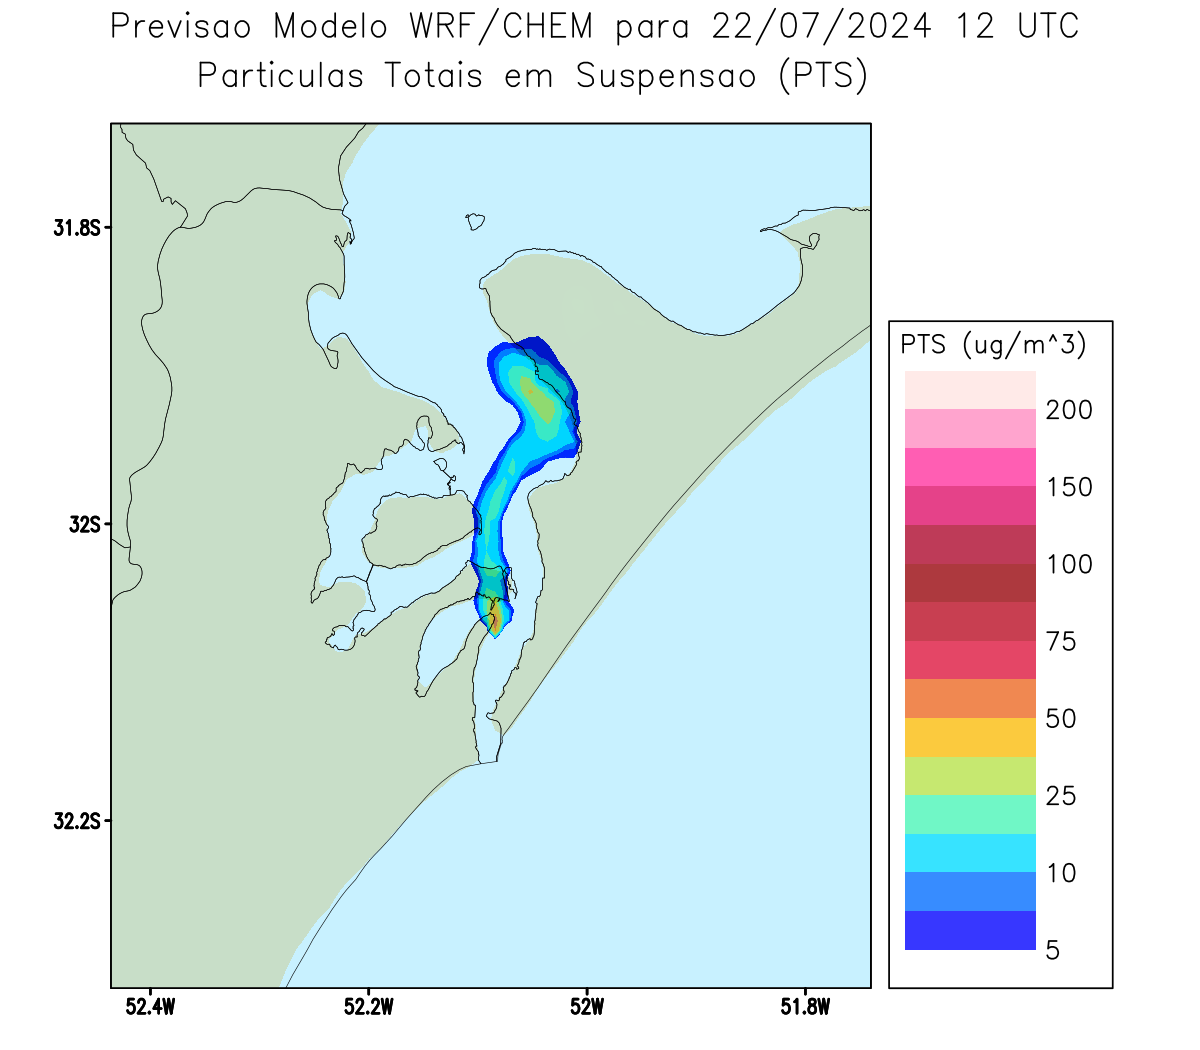 Previsao Modelo WRF/CHEM para 22/07/2024 12 UTC
Particulas Totais em Suspensao (PTS)
31.8S
32S
32.2S
52.4W
52.2W
52W
51.8W
PTS (ug/m^3)
200
150
100
75
50
25
10
5